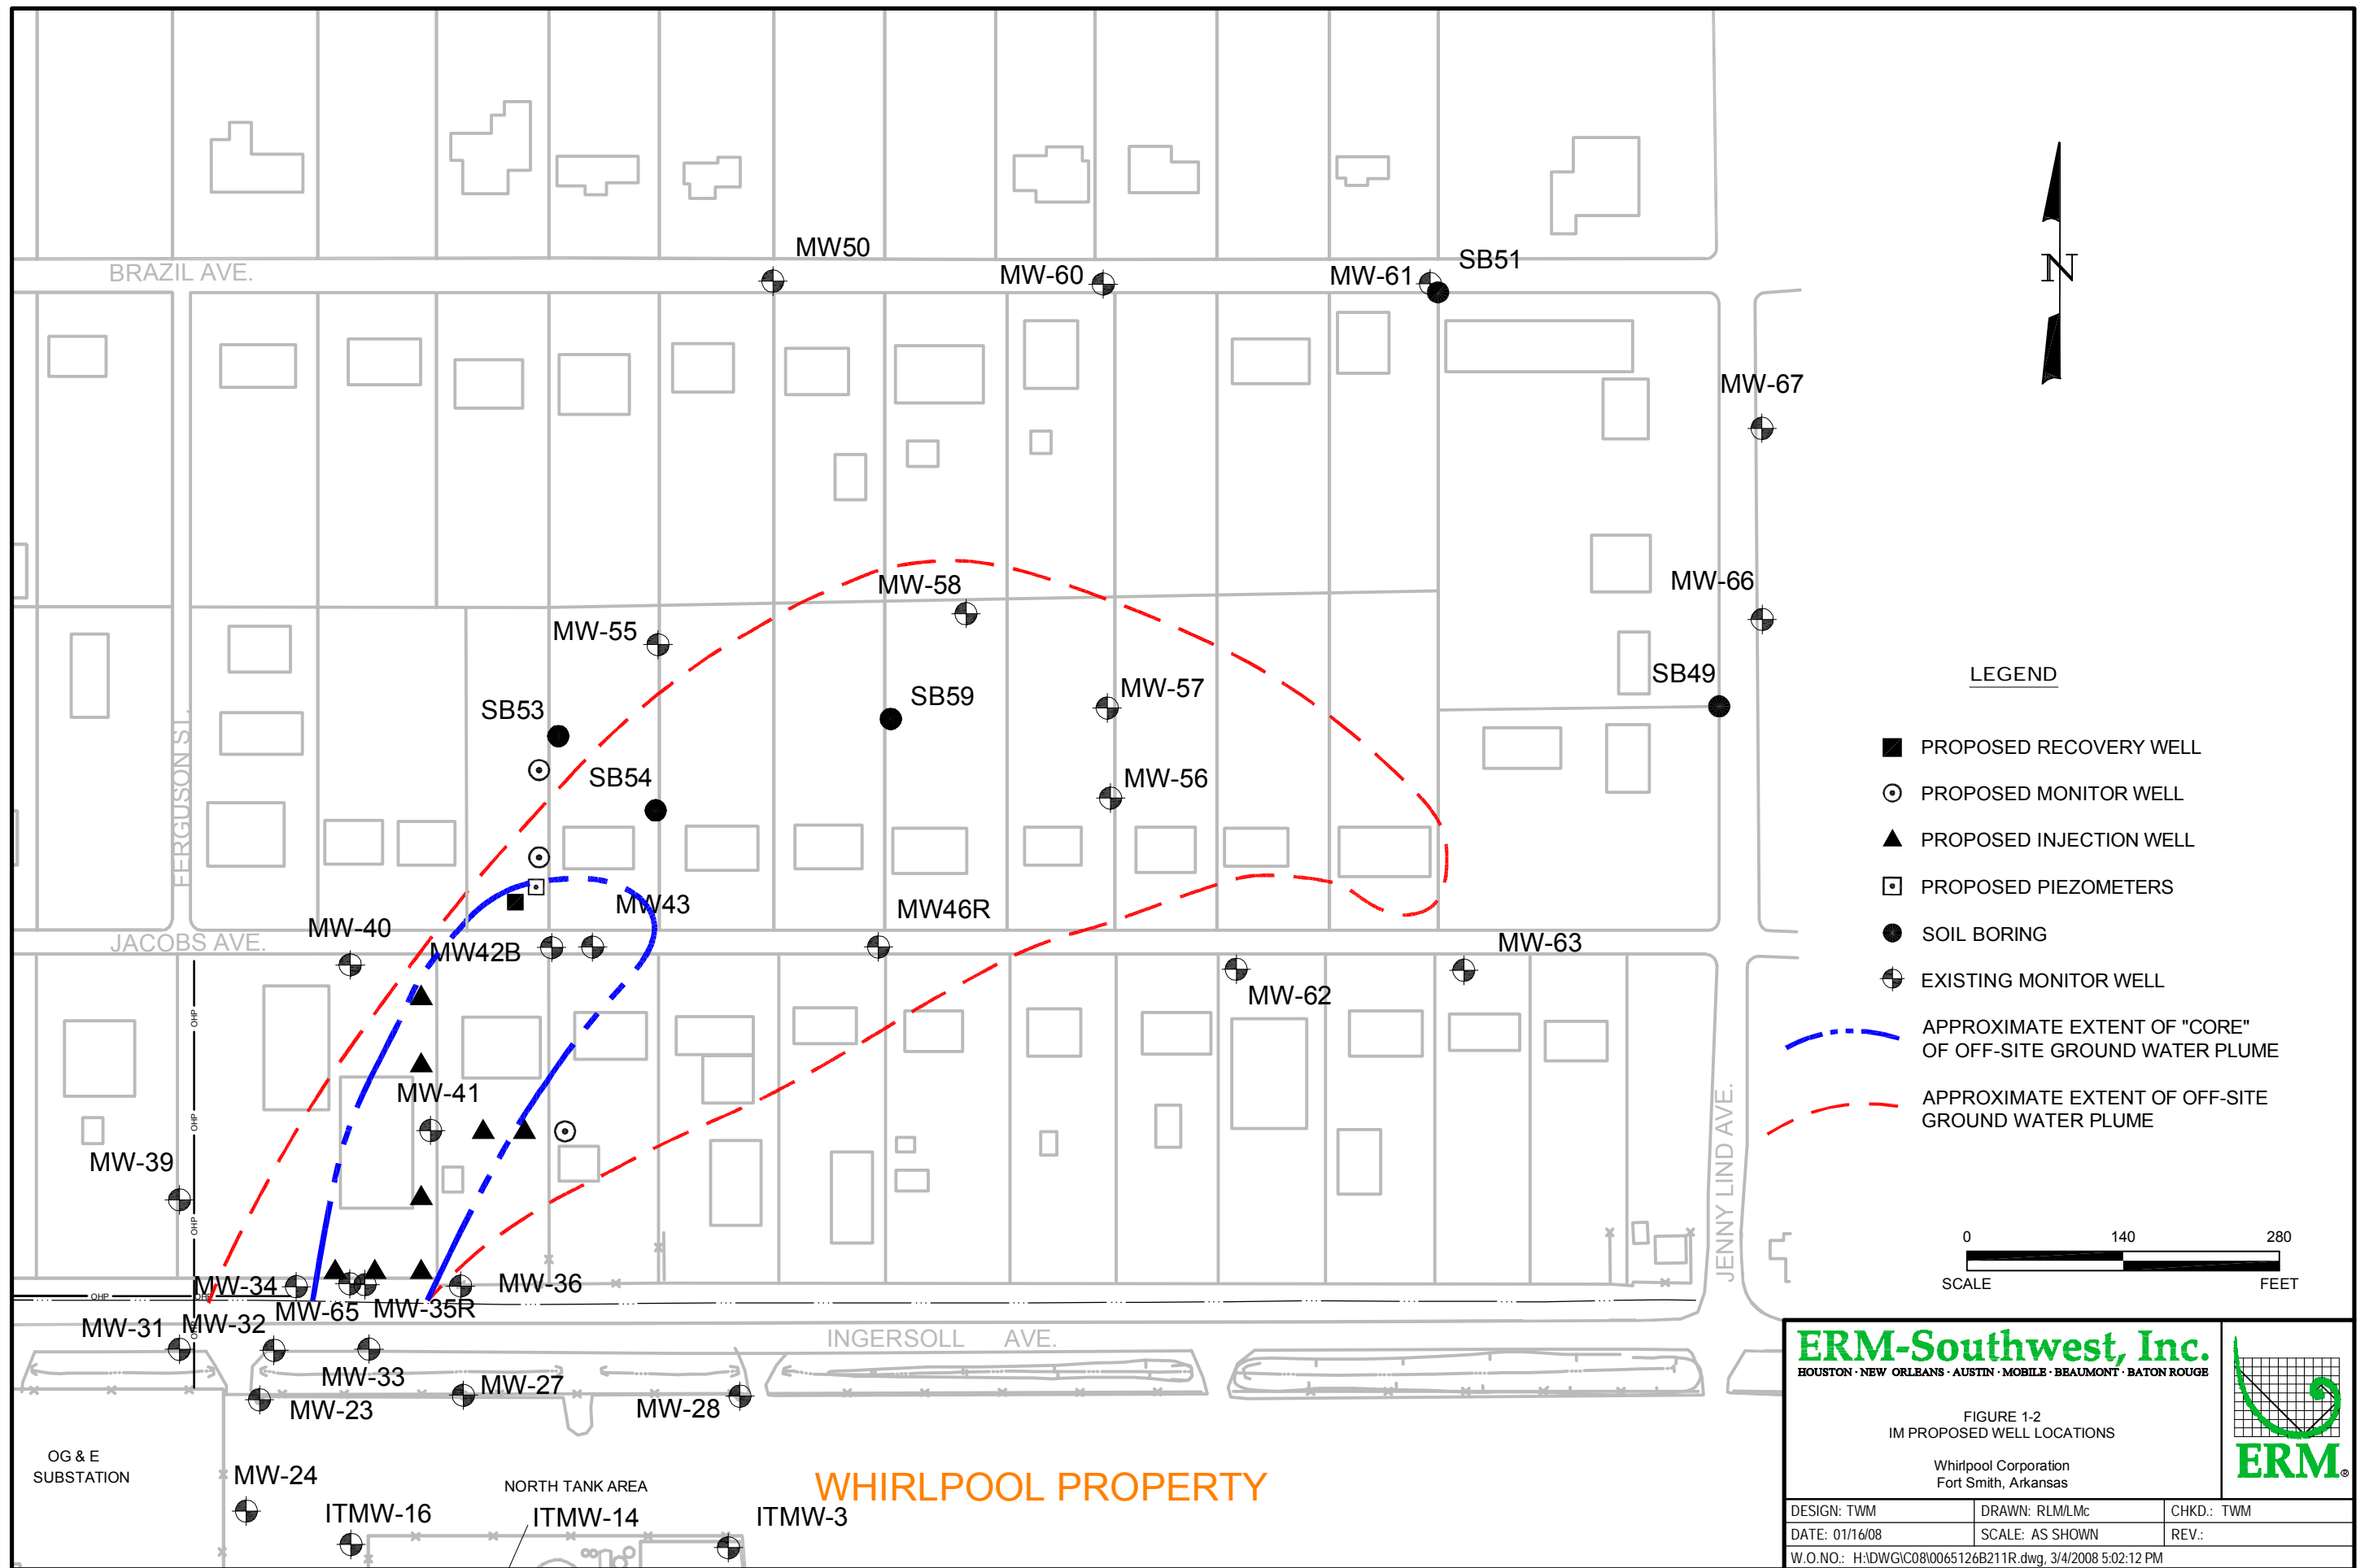 MW50
BRAZIL AVE.
MW-60
MW-61
SB51
N
MW-67
MW-58
MW-66
MW-55
LEGEND
SB53
SB59
MW-57
SB49
FERGUSON ST.
SB54
MW-56
PROPOSED RECOVERY WELL
PROPOSED MONITOR WELL
PROPOSED INJECTION WELL
PROPOSED PIEZOMETERS
SOIL BORING
EXISTING MONITOR WELL
APPROXIMATE EXTENT OF "CORE"
OF OFF-SITE GROUND WATER PLUME
APPROXIMATE EXTENT OF OFF-SITE
GROUND WATER PLUME
MW-40
MW43
MW46R
JACOBS AVE.
MW42B
MW-63
MW-62
OHP
MW-41
OHP
MW-39
OHP
JENNY LIND AVE.
0 140 280
SCALE FEET
MW-34
MW-36
OHP
OHP
MW-65
MW-35R
MW-31
MW-32
OHP
INGERSOLL AVE.
MW-33
MW-27
MW-23
MW-28
OG & E
SUBSTATION
MW-24
NORTH TANK AREA
WHIRLPOOL PROPERTY
ITMW-16
ITMW-14
ITMW-3
ERM-Southwest, Inc.
HOUSTON · NEW ORLEANS · AUSTIN · MOBILE · BEAUMONT · BATON ROUGE
FIGURE 1-2
IM PROPOSED WELL LOCATIONS
Whirlpool Corporation
Fort Smith, Arkansas
ERM®
DESIGN: TWM DRAWN: RLM/LMc CHKD.: TWM
DATE: 01/16/08 SCALE: AS SHOWN REV.:
W.O.NO.: H:\DWG\C08\0065126B211R.dwg, 3/4/2008 5:02:12 PM